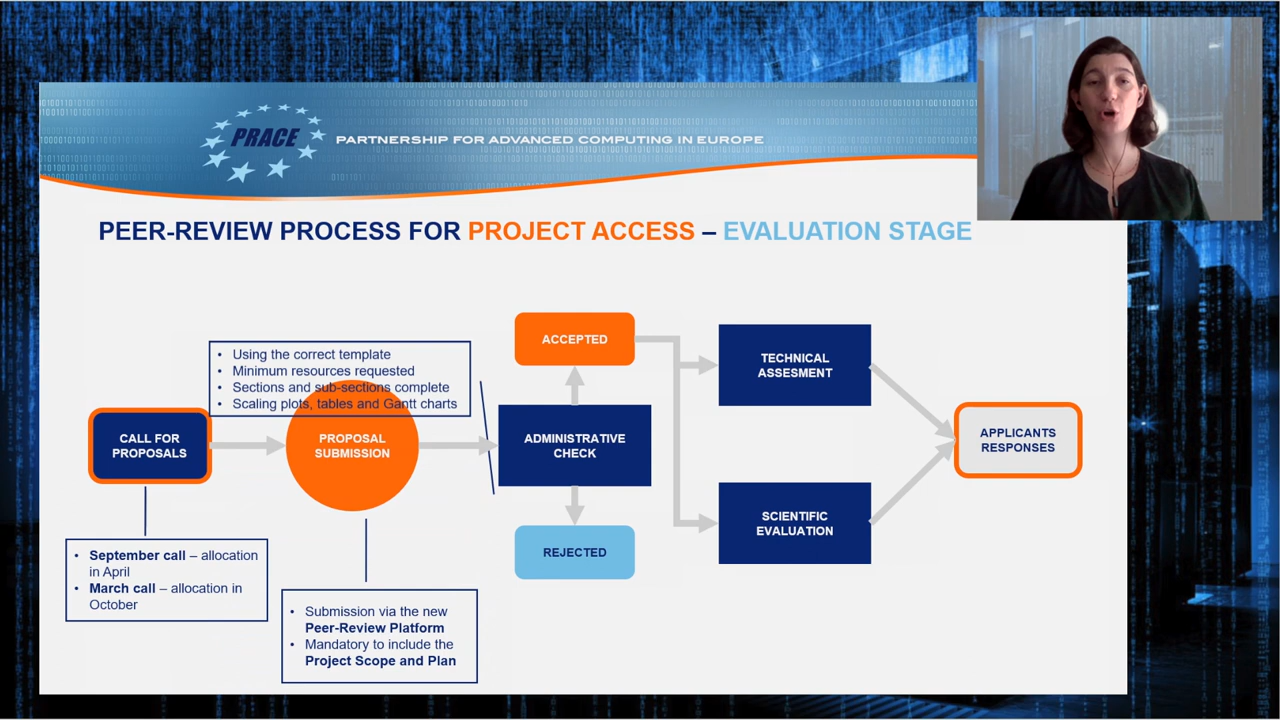 PRACE
PARTNERSHIP FOR ADVANCED COMPUTING IN EUROPE
PEER-REVIEW PROCESS FOR PROJECT ACCESS – EVALUATION STAGE
• Using the correct template
• Minimum resources requested
• Sections and sub-sections complete
• Scaling plots, tables and Gantt charts
CALL FOR
PROPOSALS
PROPOSAL
SUBMISSION
ACCEPTED
ADMINISTRATIVE
CHECK
REJECTED
TECHNICAL
ASSESMENT
SCIENTIFIC
EVALUATION
APPLICANTS
RESPONSES
• September call – allocation
in April
• March call – allocation in
October
• Submission via the new
Peer-Review Platform
• Mandatory to include the
Project Scope and Plan